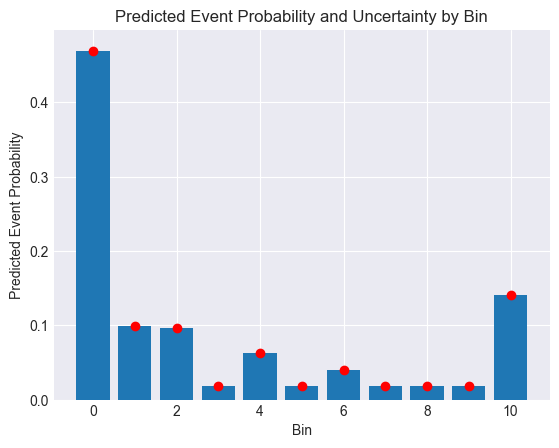 Predicted Event Probability and Uncertainty by Bin
Predicted Event Probability
0.4
0.3
0.2
0.1
0.0
0 2 4 6 8 10
Bin